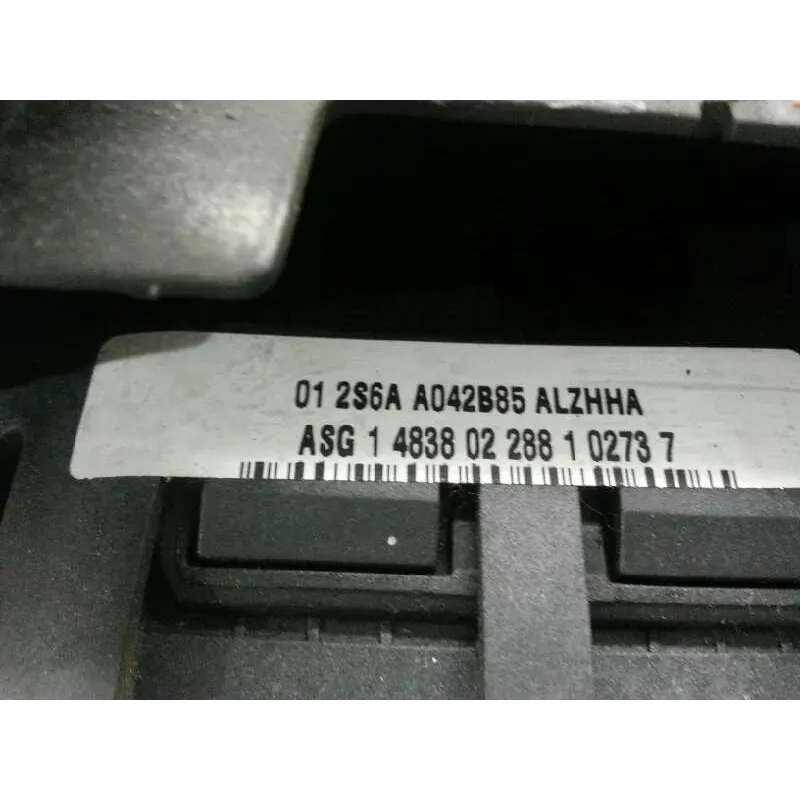 01 2S6A A042B85 ALZHHA
ASG 1 4838 02 288 1 0273 7